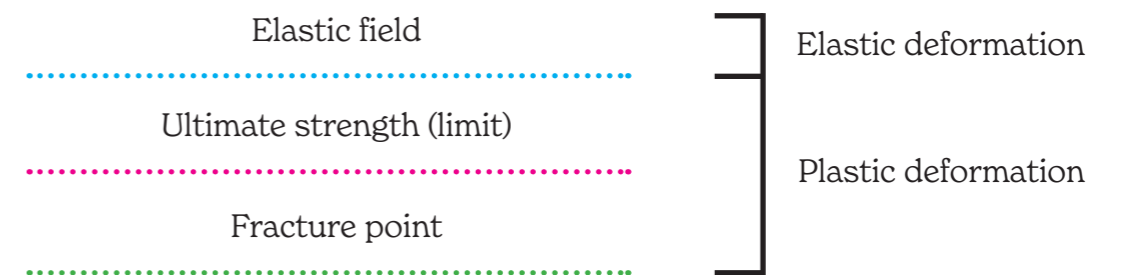 Elastic field
Elastic deformation
Ultimate strength (limit)
Plastic deformation
Fracture point